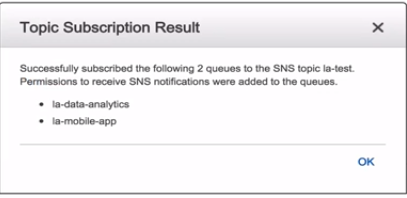 Topic Subscription Result
Successfully subscribed the following 2 queues to the SNS topic la-test.
Permissions to receive SNS notifications were added to the queues.
la-data-analytics
la-mobile-app
OK